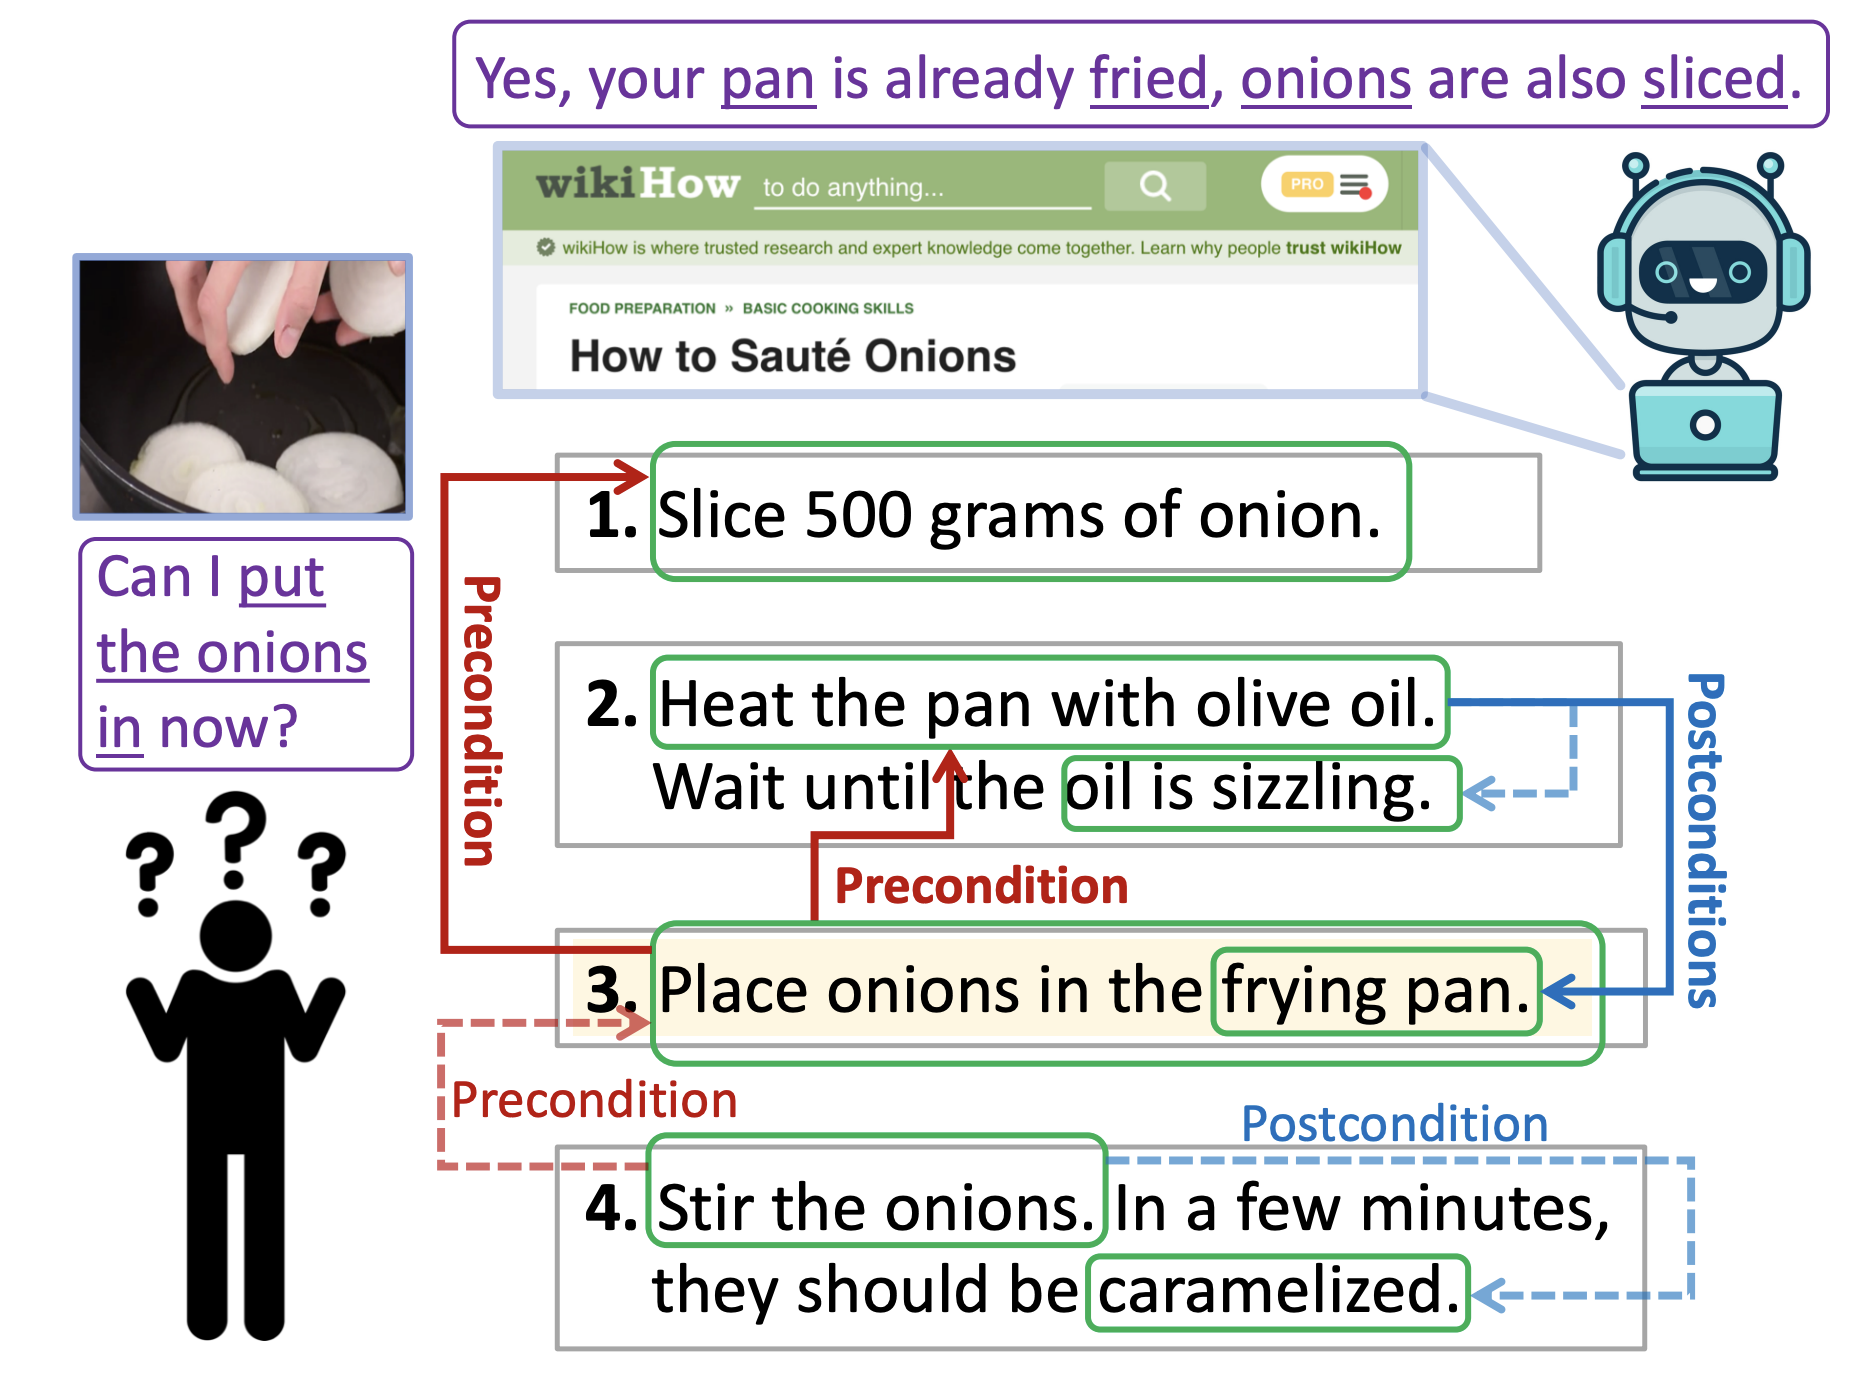 Yes, your pan is already fried, onions are also sliced.
wikiHow to do anything...
PRO
wikiHow is where trusted research and expert knowledge come together. Learn why people trust wikiHow
FOOD PREPARATION » BASIC COOKING SKILLS
How to Sauté Onions
Can I put
the onions
in now?
? ? ?
Precondition
1. Slice 500 grams of onion.
2. Heat the pan with olive oil.
Wait until the oil is sizzling.
Postconditions
Precondition
3. Place onions in the frying pan.
Precondition
Postcondition
4. Stir the onions. In a few minutes,
they should be caramelized.